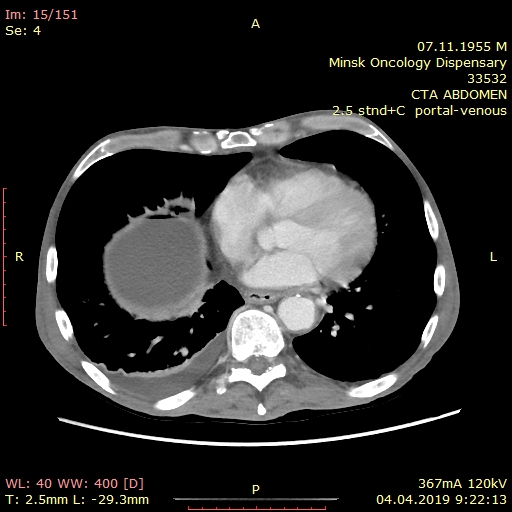 Im: 15/151
Se: 4
A
07.11.1955 M
Minsk Oncology Dispensary
33532
CTA ABDOMEN
2.5 stnd+C portal-venous
R
L
WL: 40 WW: 400 [D]
T: 2.5mm L: -29.3mm
P
367mA 120kV
04.04.2019 9:22:13